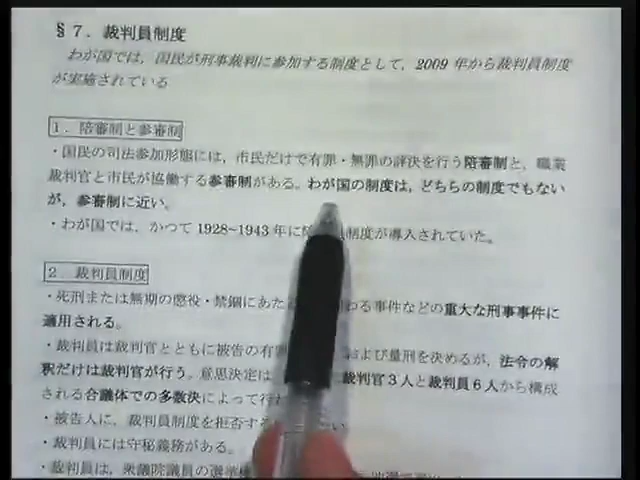 §7．裁判員制度
わが国では，国民が刑事裁判に参加する制度として，2009 年から裁判員制度
が実施されている
1．陪審制と参審制
・国民の司法参加形態には，市民だけで有罪・無罪の評決を行う陪審制と，職業
裁判官と市民が協働する参審制がある。わが国の制度は，どちらの制度でもない
が，参審制に近い。
・わが国では，かつて 1928~1943 年に 制度が導入されていた。
2．裁判員制度
・死刑または無期の懲役・禁錮にあた わる事件などの重大な刑事事件に
適用される。
・裁判員は裁判官とともに被告の有 および量刑を決めるが，法令の解
釈だけは裁判官が行う。意思決定は 裁判官3人と裁判員6人から構成
される合議体での多数決によって行
・被告人に，裁判員制度を拒否す ない
・裁判員には守秘義務がある。
・裁判員は，衆議院議員の選挙